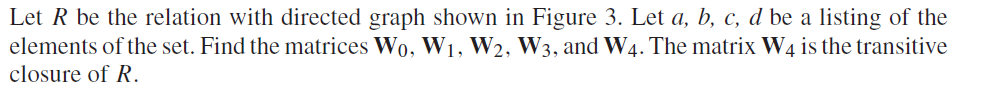 Let R be the relation with directed graph shown in Figure 3. Let a, b, c, d be a listing of the
elements of the set. Find the matrices W₀, W₁, W₂, W₃, and W₄. The matrix W₄ is the transitive
closure of R.